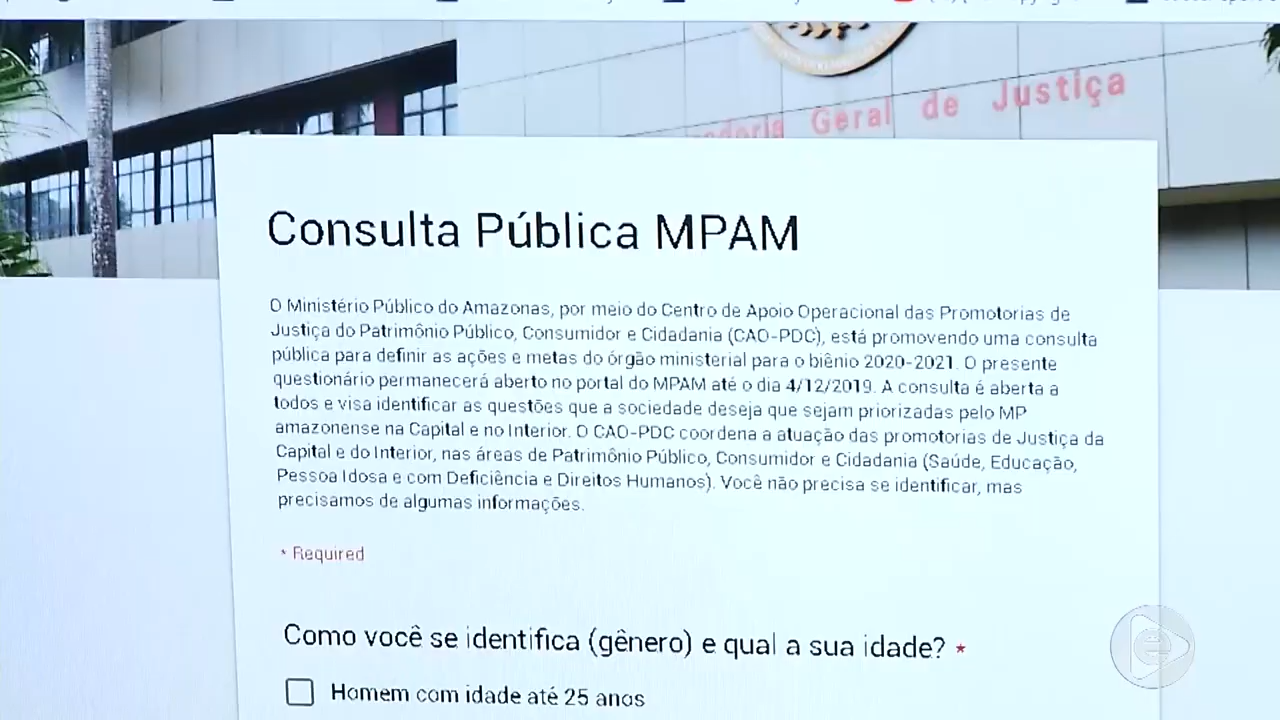 Geral de Justiça
Consulta Pública MPAM
O Ministério Público do Amazonas, por meio do Centro de Apoio Operacional das Promotorias de
Justiça do Patrimônio Público, Consumidor e Cidadania (CAO-PDC), está promovendo uma consulta
pública para definir as ações e metas do órgão ministerial para o biênio 2020-2021. O presente
questionário permanecerá aberto no portal do MPAM até o dia 4/12/2019. A consulta é aberta a
todos e visa identificar as questões que a sociedade deseja que sejam priorizadas pelo MP
amazonense na Capital e no Interior. O CAO-PDC coordena a atuação das promotorias de Justiça da
Capital e do Interior, nas áreas de Patrimônio Público, Consumidor e Cidadania (Saúde, Educação,
Pessoa Idosa e com Deficiência e Direitos Humanos). Você não precisa se identificar, mas
precisamos de algumas informações.
* Required
Como você se identifica (gênero) e qual a sua idade? *
Homem com idade até 25 anos